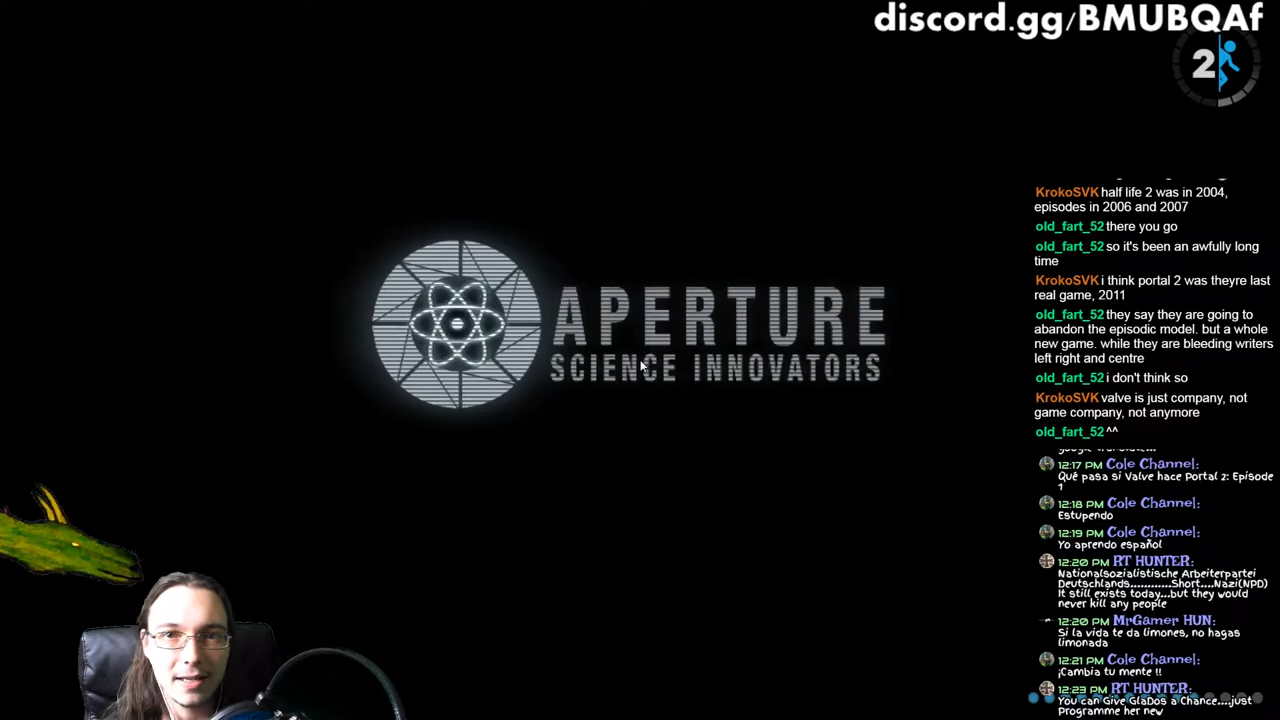 discord.gg/BMUBQAf
2
APERTURE
SCIENCE INNOVATORS
KrokoSVK half life 2 was in 2004,
episodes in 2006 and 2007
old_fart_52 there you go
old_fart_52 so it's been an awfully long
time
KrokoSVK i think portal 2 was theyre last
real game, 2011
old_fart_52 they say they are going to
abandon the episodic model. but a whole
new game. while they are bleeding writers
left right and centre
old_fart_52 i don't think so
KrokoSVK valve is just company, not
game company, not anymore
old_fart_52 ^^
google translate...
12:17 PM Cole Channel:
Qué pasa si Valve hace Portal 2: Episode
1
12:18 PM Cole Channel:
Estupendo
12:19 PM Cole Channel:
Yo aprendo español
12:20 PM RT HUNTER:
Nationalsozialistische Arbeiterpartei
Deutschlands............Short....Nazi(NPD)
It still exists today...but they would
never kill any people
12:20 PM MrGamer HUN:
Si la vida te da limones, no hagas
limonada
12:21 PM Cole Channel:
¡Cambia tu mente !!
12:23 PM RT HUNTER:
You can Give GlaDos a Chance....just
Programme her new